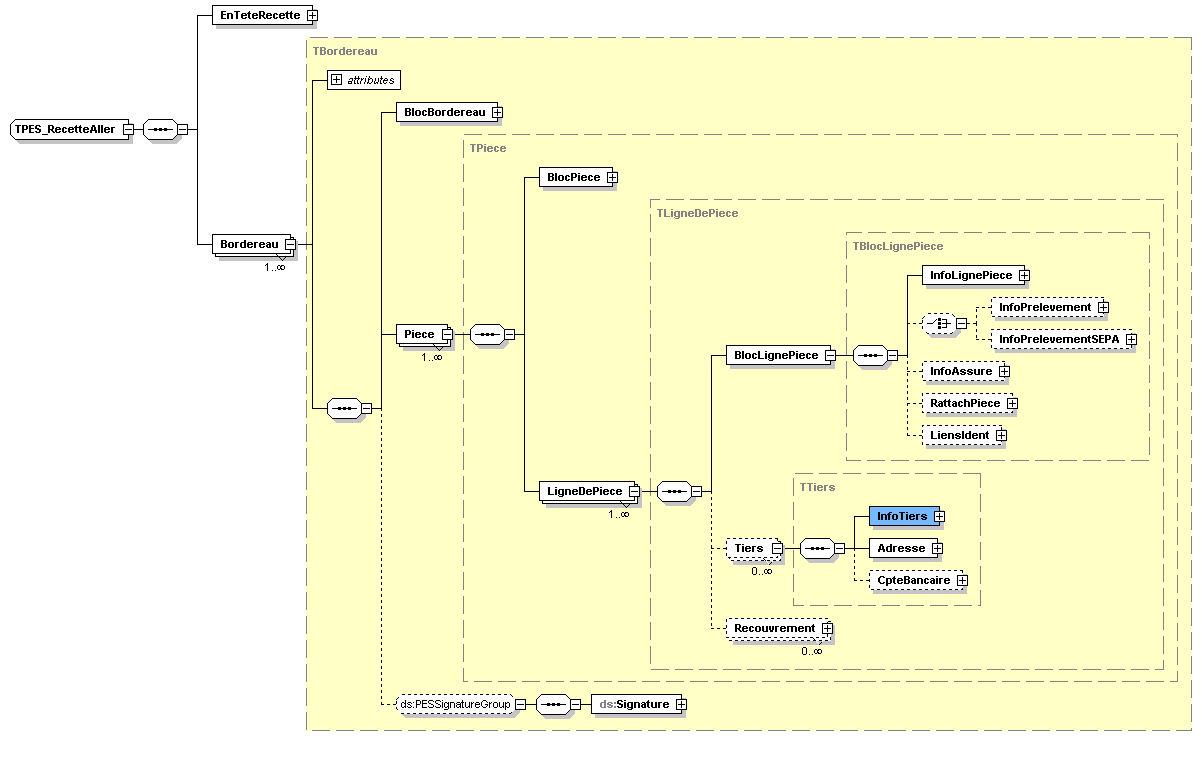 EnTeteRecette
TBordereau
attributes
BlocBordereau
TPES_RecetteAller
TPiece
BlocPiece
TLigneDePiece
TBlocLignePiece
Bordereau
1..∞
InfoLignePiece
InfoPrelevement
Piece
1..∞
InfoPrelevementSEPA
BlocLignePiece
InfoAssure
RattachPiece
LiensIdent
LigneDePiece
1..∞
TTiers
InfoTiers
Tiers
0..∞
Adresse
CpteBancaire
Recouvrement
0..∞
ds:PESSignatureGroup
ds:Signature